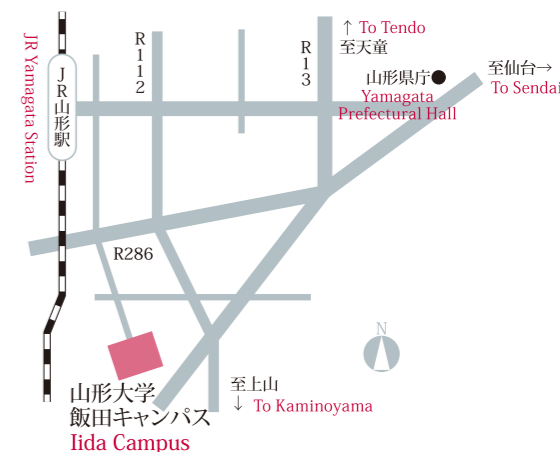 JR Yamagata Station
JR山形駅
R112
R13
↑ To Tendo
至天童
山形県庁
Yamagata
Prefectural Hall
至仙台→
To Sendai
R286
N
山形大学
飯田キャンパス
Iida Campus
至上山
↓ To Kaminoyama